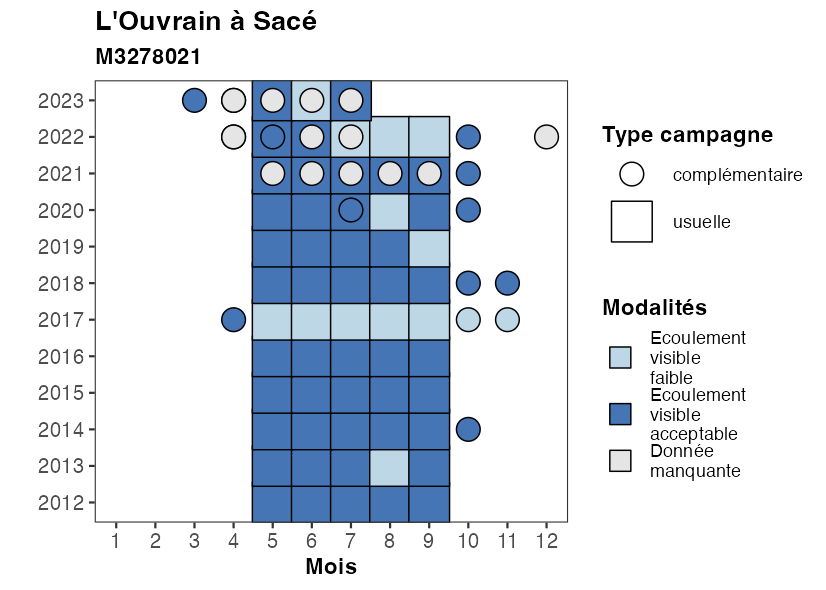 L'Ouvrain à Sacé
M3278021
2023
2022
2021
2020
2019
2018
2017
2016
2015
2014
2013
2012
1 2 3 4 5 6 7 8 9 10 11 12
Mois
Type campagne
complémentaire
usuelle
Modalités
Ecoulement
visible
faible
Ecoulement
visible
acceptable
Donnée
manquante